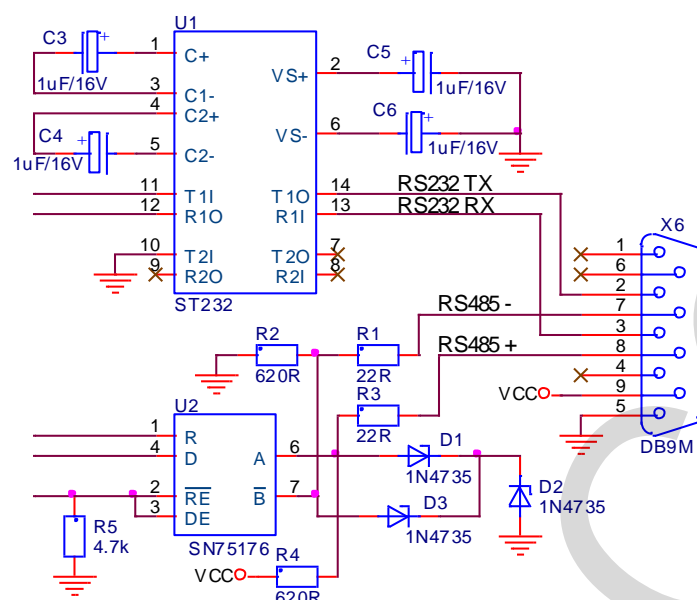 U1
C3
+
1
C+
1uF/16V
3
C1-
4
C2+
C4
+
5
C2-
1uF/16V
VS+
2
+
C5
1uF/16V
VS-
6
+
C6
1uF/16V
11
T1I
T1O
14
RS232 TX
12
R1O
R1I
13
RS232 RX
10
T2I
T2O
7
9
R2O
R2I
8
ST232
X6
1
6
2
7
3
8
4
9
5
DB9M
RS485 -
RS485 +
VCC
R2
620R
R1
22R
R3
22R
U2
1
R
4
D
A
6
2
RE
B
7
3
DE
SN75176
D1
1N4735
D2
1N4735
D3
1N4735
R5
4.7k
VCC
R4
620R